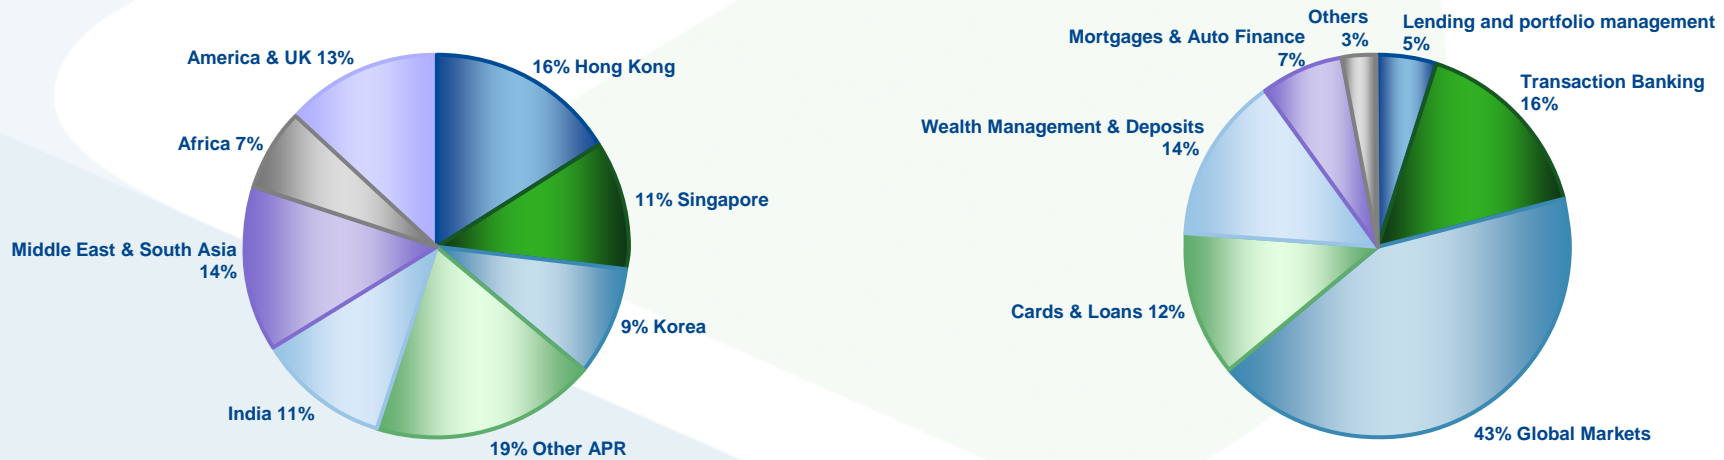 America & UK 13%
16% Hong Kong
Africa 7%
11% Singapore
Middle East & South Asia
14%
9% Korea
India 11%
19% Other APR
Others
3%
Lending and portfolio management
5%
Mortgages & Auto Finance
7%
Transaction Banking
16%
Wealth Management & Deposits
14%
Cards & Loans 12%
43% Global Markets